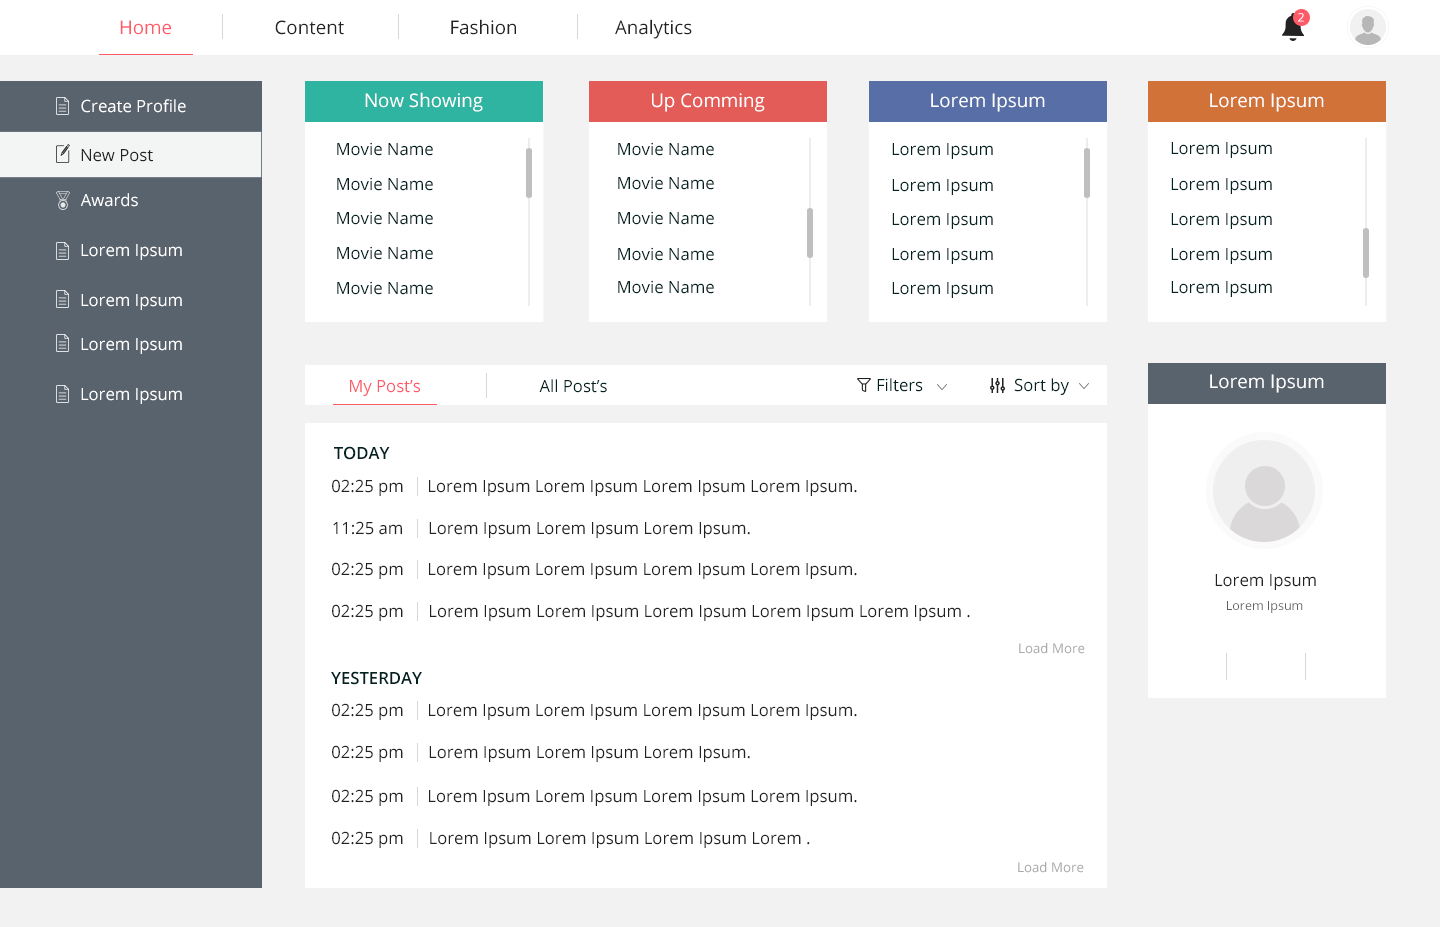 Home
Content
Fashion
Analytics
2
Create Profile
New Post
Awards
Lorem Ipsum
Lorem Ipsum
Lorem Ipsum
Lorem Ipsum
Now Showing
Movie Name
Movie Name
Movie Name
Movie Name
Movie Name
Up Comming
Movie Name
Movie Name
Movie Name
Movie Name
Movie Name
Lorem Ipsum
Lorem Ipsum
Lorem Ipsum
Lorem Ipsum
Lorem Ipsum
Lorem Ipsum
Lorem Ipsum
Lorem Ipsum
Lorem Ipsum
Lorem Ipsum
Lorem Ipsum
Lorem Ipsum
My Post’s
All Post’s
Filters
Sort by
TODAY
02:25 pm Lorem Ipsum Lorem Ipsum Lorem Ipsum Lorem Ipsum.
11:25 am Lorem Ipsum Lorem Ipsum Lorem Ipsum.
02:25 pm Lorem Ipsum Lorem Ipsum Lorem Ipsum Lorem Ipsum.
02:25 pm Lorem Ipsum Lorem Ipsum Lorem Ipsum Lorem Ipsum Lorem Ipsum .
Load More
YESTERDAY
02:25 pm Lorem Ipsum Lorem Ipsum Lorem Ipsum Lorem Ipsum.
02:25 pm Lorem Ipsum Lorem Ipsum Lorem Ipsum.
02:25 pm Lorem Ipsum Lorem Ipsum Lorem Ipsum Lorem Ipsum.
02:25 pm Lorem Ipsum Lorem Ipsum Lorem Ipsum Lorem .
Load More
Lorem Ipsum
Lorem Ipsum
Lorem Ipsum